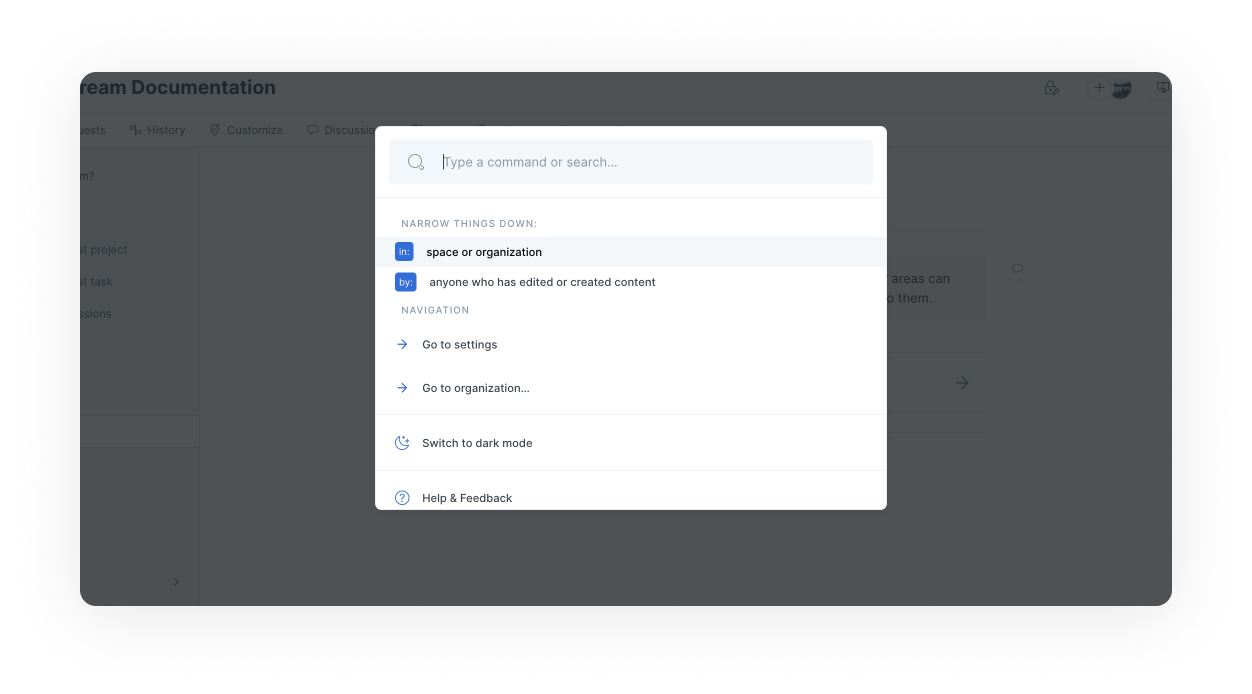 ream Documentation
uests History Customize Discussio
m?
st project
st task
ssions
areas can
o them.
Type a command or search...
NARROW THINGS DOWN:
in: space or organization
by: anyone who has edited or created content
NAVIGATION
Go to settings
Go to organization...
Switch to dark mode
Help & Feedback